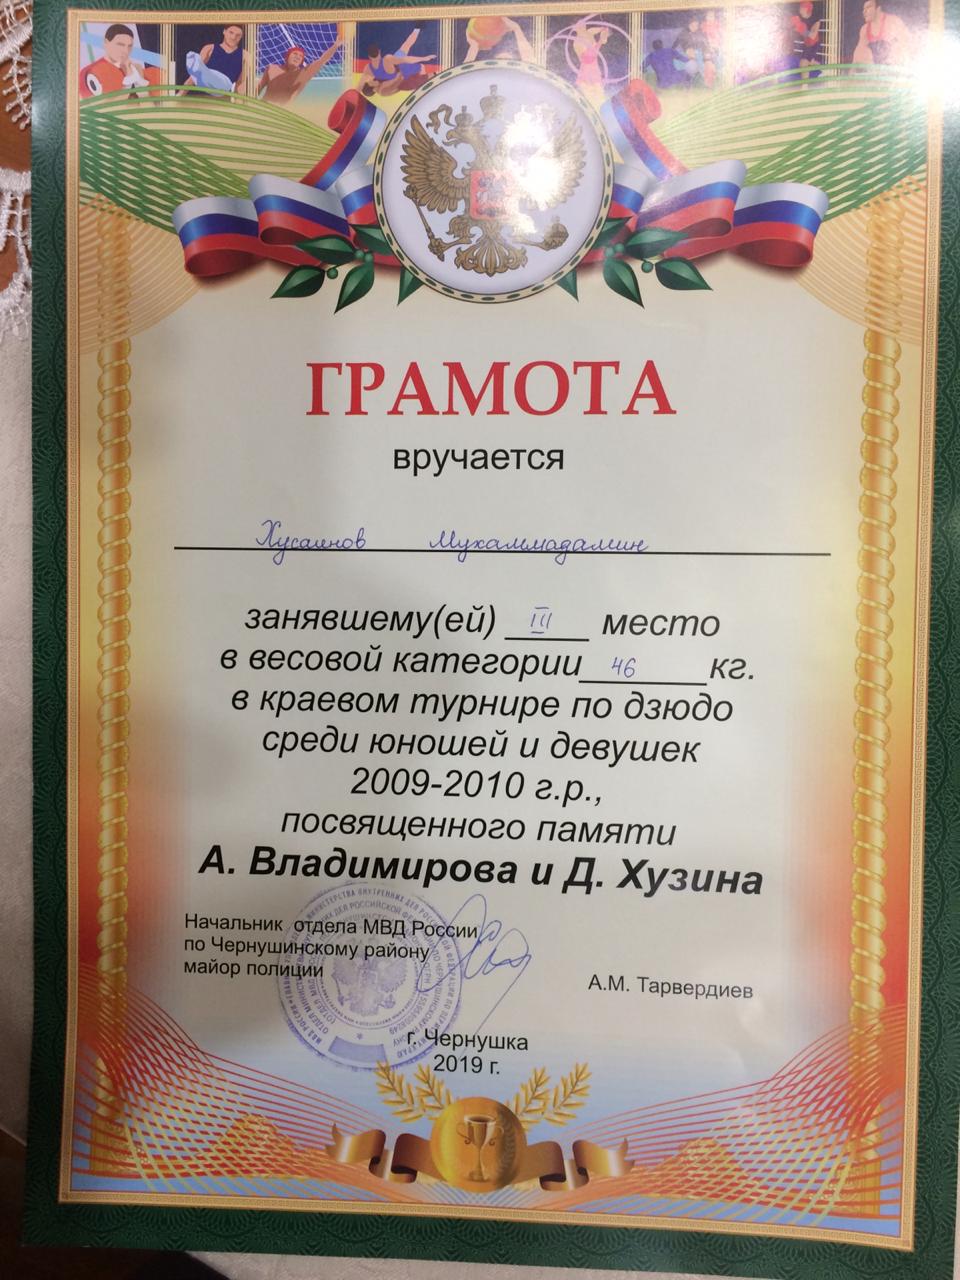 ГРАМОТА
вручается
Хусаинов Мухаммадамин
занявшему(ей) III место
в весовой категории 46 кг.
в краевом турнире по дзюдо
среди юношей и девушек
2009-2010 г.р.,
посвященного памяти
А. Владимирова и Д. Хузина
Начальник отдела МВД России
по Чернушинскому району
майор полиции
А.М. Тарвердиев
г. Чернушка
2019 г.